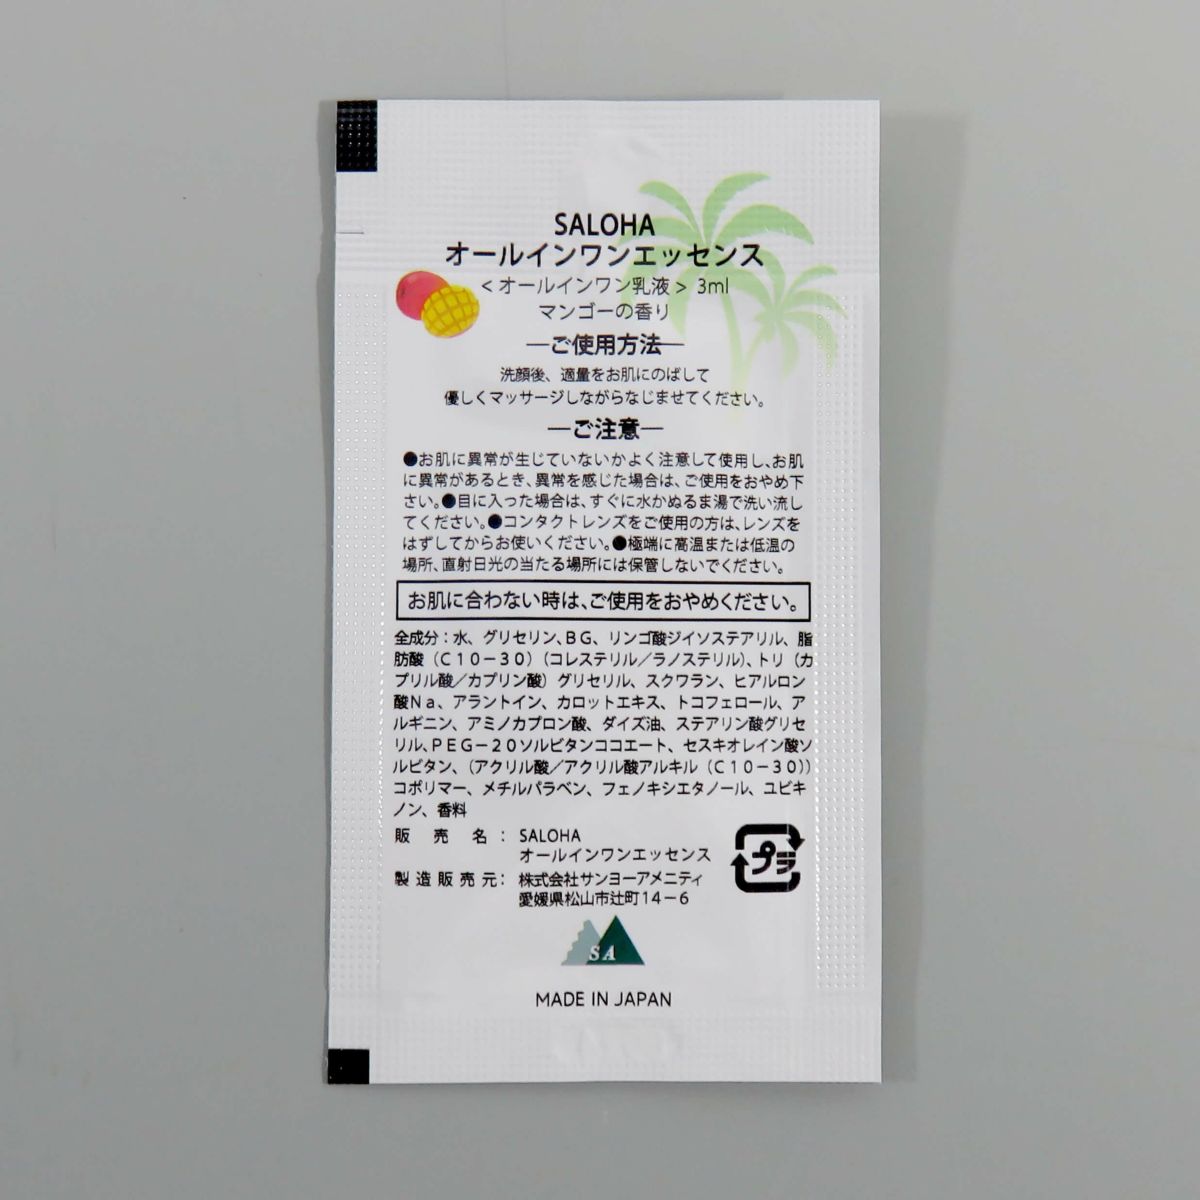 SALOHA
オールインワンエッセンス
＜オールインワン乳液＞ 3ml
マンゴーの香り
―ご使用方法―
洗顔後、適量をお肌にのばして
優しくマッサージしながらなじませてください。
―ご注意―
●お肌に異常が生じていないかよく注意して使用し、お肌
に異常があるとき、異常を感じた場合は、ご使用をおやめ下
さい。●目に入った場合は、すぐに水かぬるま湯で洗い流し
てください。●コンタクトレンズをご使用の方は、レンズを
はずしてからお使いください。●極端に高温または低温の
場所、直射日光の当たる場所には保管しないでください。
お肌に合わない時は、ご使用をおやめください。
全成分：水、グリセリン、ＢＧ、リンゴ酸ジイソステアリル、脂
肪酸（Ｃ１０－３０）（コレステリル／ラノステリル）、トリ（カ
プリル酸／カプリン酸）グリセリル、スクワラン、ヒアルロン
酸Ｎａ、アラントイン、カロットエキス、トコフェロール、ア
ルギニン、アミノカプロン酸、ダイズ油、ステアリン酸グリセ
リル、ＰＥＧ－２０ソルビタンココエート、セスキオレイン酸ソ
ルビタン、（アクリル酸／アクリル酸アルキル（Ｃ１０－３０））
コポリマー、メチルパラベン、フェノキシエタノール、ユビキ
ノン、香料
販売名：SALOHA
オールインワンエッセンス
プラ
製造販売元：株式会社サンヨーアメニティ
愛媛県松山市辻町１４－６
SA
MADE IN JAPAN